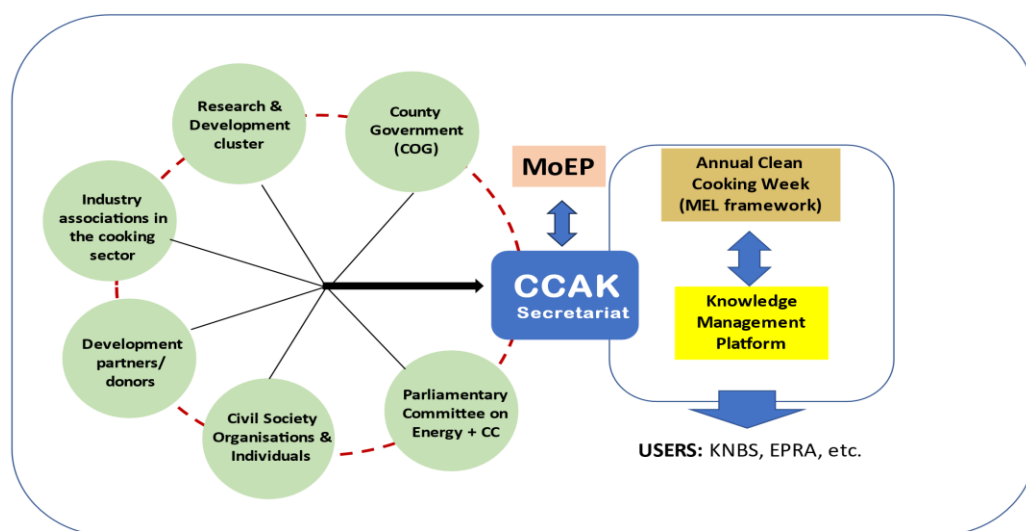 Research &
Development
cluster
County
Government
(COG)
Industry
associations in
the cooking
sector
Development
partners/
donors
Civil Society
Organisations &
Individuals
Parliamentary
Committee on
Energy + CC
MoEP
CCAK
Secretariat
Annual Clean
Cooking Week
(MEL framework)
Knowledge
Management
Platform
USERS: KNBS, EPRA, etc.